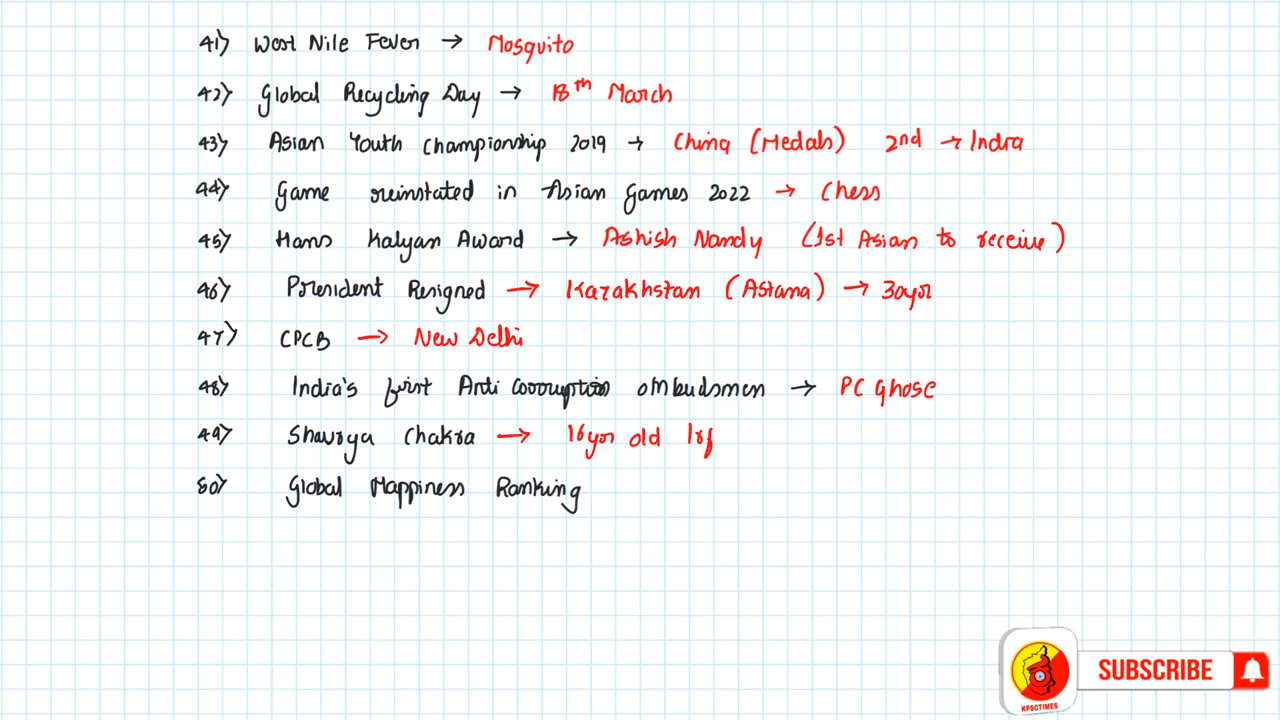 41) West Nile Fever → Mosquito
42) Global Recycling Day → 18th March
43) Asian Youth Championship 2019 → China (Medals) 2nd → India
44) Game reinstated in Asian Games 2022 → Chess
45) Hans Kalyan Award → Ashish Nandy (1st Asian to receive)
46) President Resigned → Kazakhstan (Astana) → 30yr
47) CPCB → New Delhi
48) India's first Anti Corruption ombudsmen → PC Ghose
49) Shaurya Chakra → 16yr old Irf
50) Global Happiness Ranking
KPSCTIMES
SUBSCRIBE